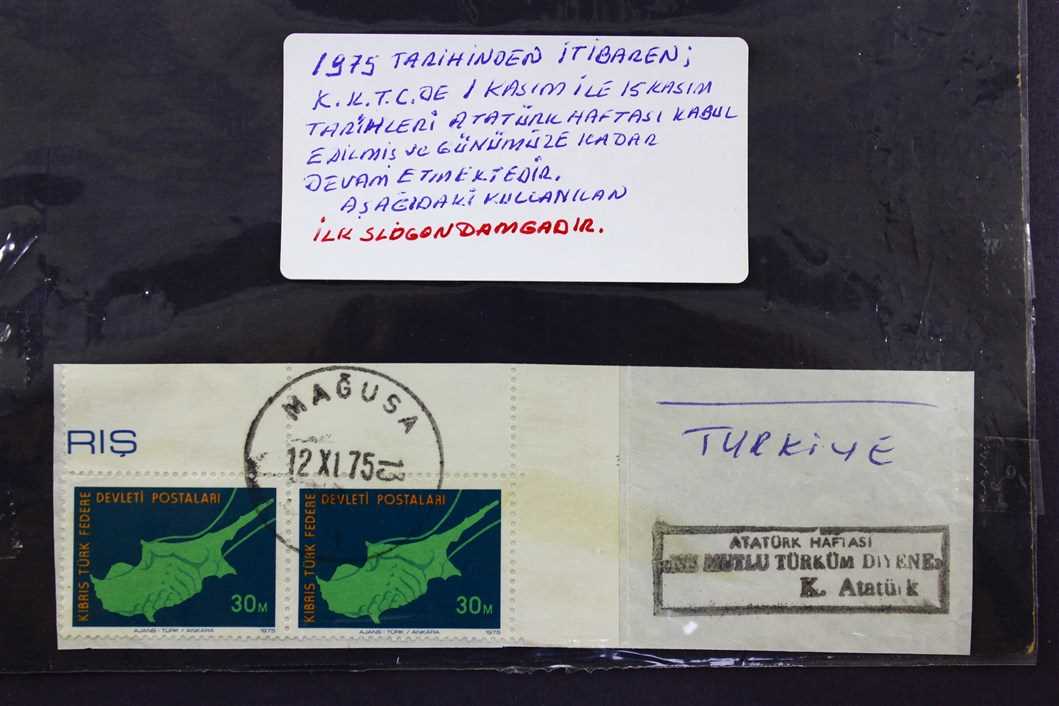 1975 TARİHİNDEN İTİBAREN;
K.K.T.C.DE 1 KASIM İLE 15 KASIM
TARİHLERİ ATATÜRK HAFTASI KABUL
EDİLMİŞ ve GÜNÜMÜZE KADAR
DEVAM ETMEKTEDİR.
AŞAĞIDAKİ KULLANILAN
İLK SLOGON DAMGADIR.
MAĞUSA
12 XI.75 13
RIŞ
KIBRIS TÜRK FEDERE DEVLETİ POSTALARI
30M
AJANS-TÜRK / ANKARA 1975
KIBRIS TÜRK FEDERE DEVLETİ POSTALARI
30M
AJANS-TÜRK / ANKARA 1975
TÜRKİYE
ATATÜRK HAFTASI
MUTLU TÜRKÜM DİYENE
K. Atatürk